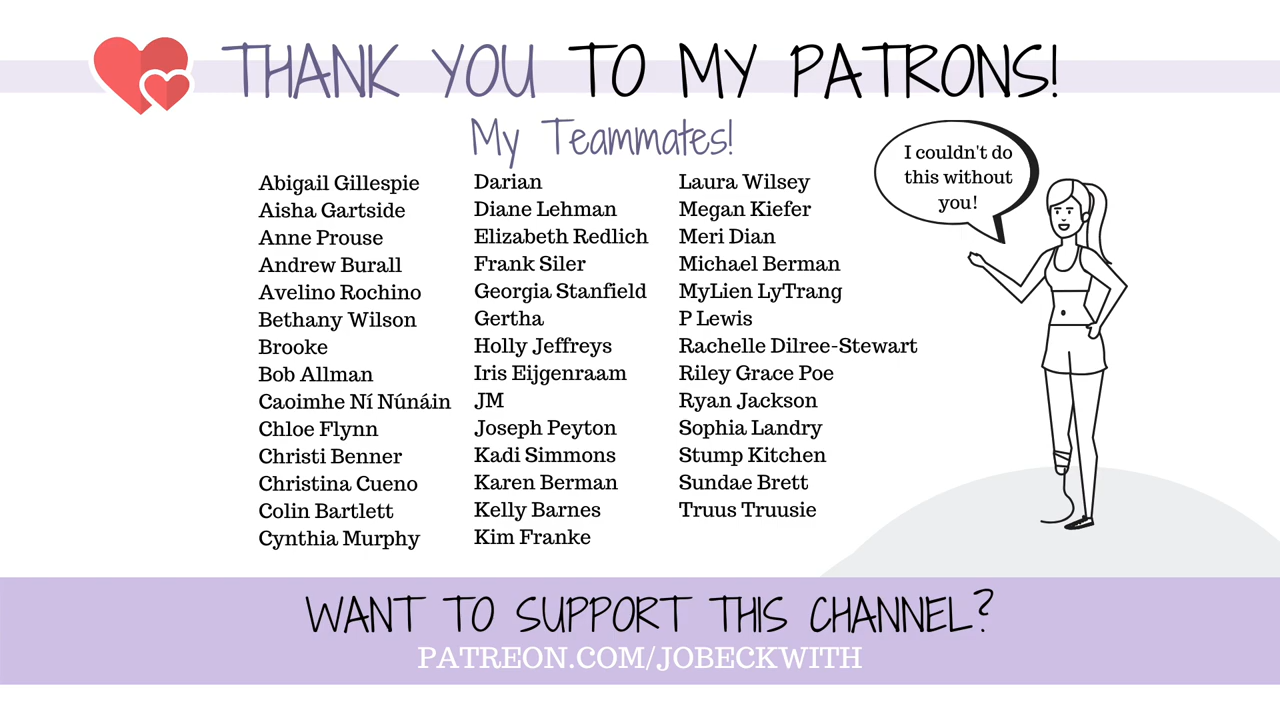 THANK YOU TO MY PATRONS!
My Teammates!
Abigail Gillespie
Aisha Gartside
Anne Prouse
Andrew Burall
Avelino Rochino
Bethany Wilson
Brooke
Bob Allman
Caoimhe Ní Núnáin
Chloe Flynn
Christi Benner
Christina Cueno
Colin Bartlett
Cynthia Murphy
Darian
Diane Lehman
Elizabeth Redlich
Frank Siler
Georgia Stanfield
Gertha
Holly Jeffreys
Iris Eijgenraam
JM
Joseph Peyton
Kadi Simmons
Karen Berman
Kelly Barnes
Kim Franke
Laura Wilsey
Megan Kiefer
Meri Dian
Michael Berman
MyLien LyTrang
P Lewis
Rachelle Dilree-Stewart
Riley Grace Poe
Ryan Jackson
Sophia Landry
Stump Kitchen
Sundae Brett
Truus Truusie
I couldn't do
this without
you!
WANT TO SUPPORT THIS CHANNEL?
PATREON.COM/JOBECKWITH